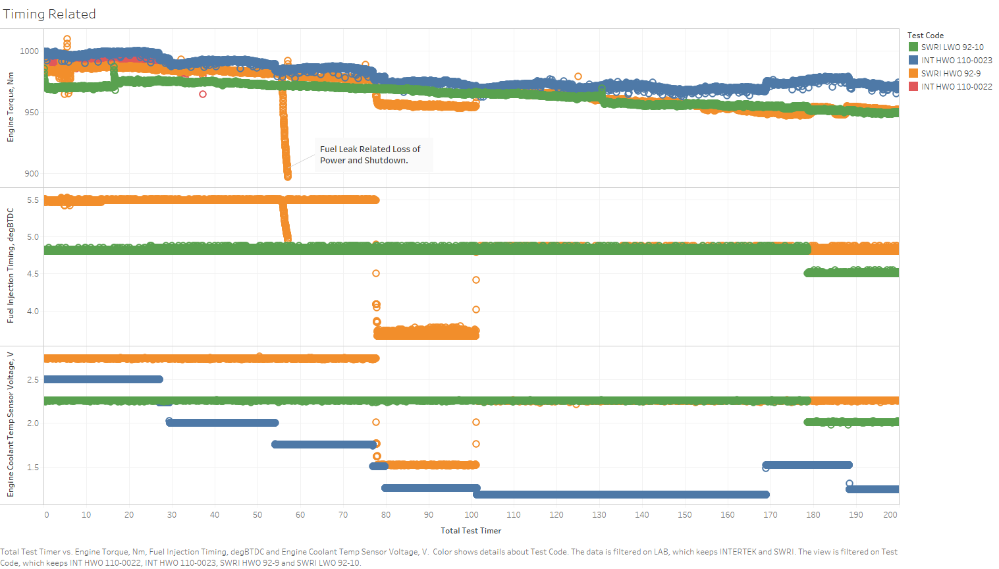 Timing Related
Test Code
SWRI LWO 92-10
INT HWO 110-0023
SWRI HWO 92-9
INT HWO 110-0022
Engine Torque, Nm
1000
950
900
Fuel Leak Related Loss of
Power and Shutdown.
Fuel Injection Timing, degBTDC
5.5
5.0
4.5
4.0
Engine Coolant Temp Sensor Voltage, V
2.5
2.0
1.5
0 10 20 30 40 50 60 70 80 90 100 110 120 130 140 150 160 170 180 190 200
Total Test Timer
Total Test Timer vs. Engine Torque, Nm, Fuel Injection Timing, degBTDC and Engine Coolant Temp Sensor Voltage, V. Color shows details about Test Code. The data is filtered on LAB, which keeps INTERTEK and SWRI. The view is filtered on Test
Code, which keeps INT HWO 110-0022, INT HWO 110-0023, SWRI HWO 92-9 and SWRI LWO 92-10.